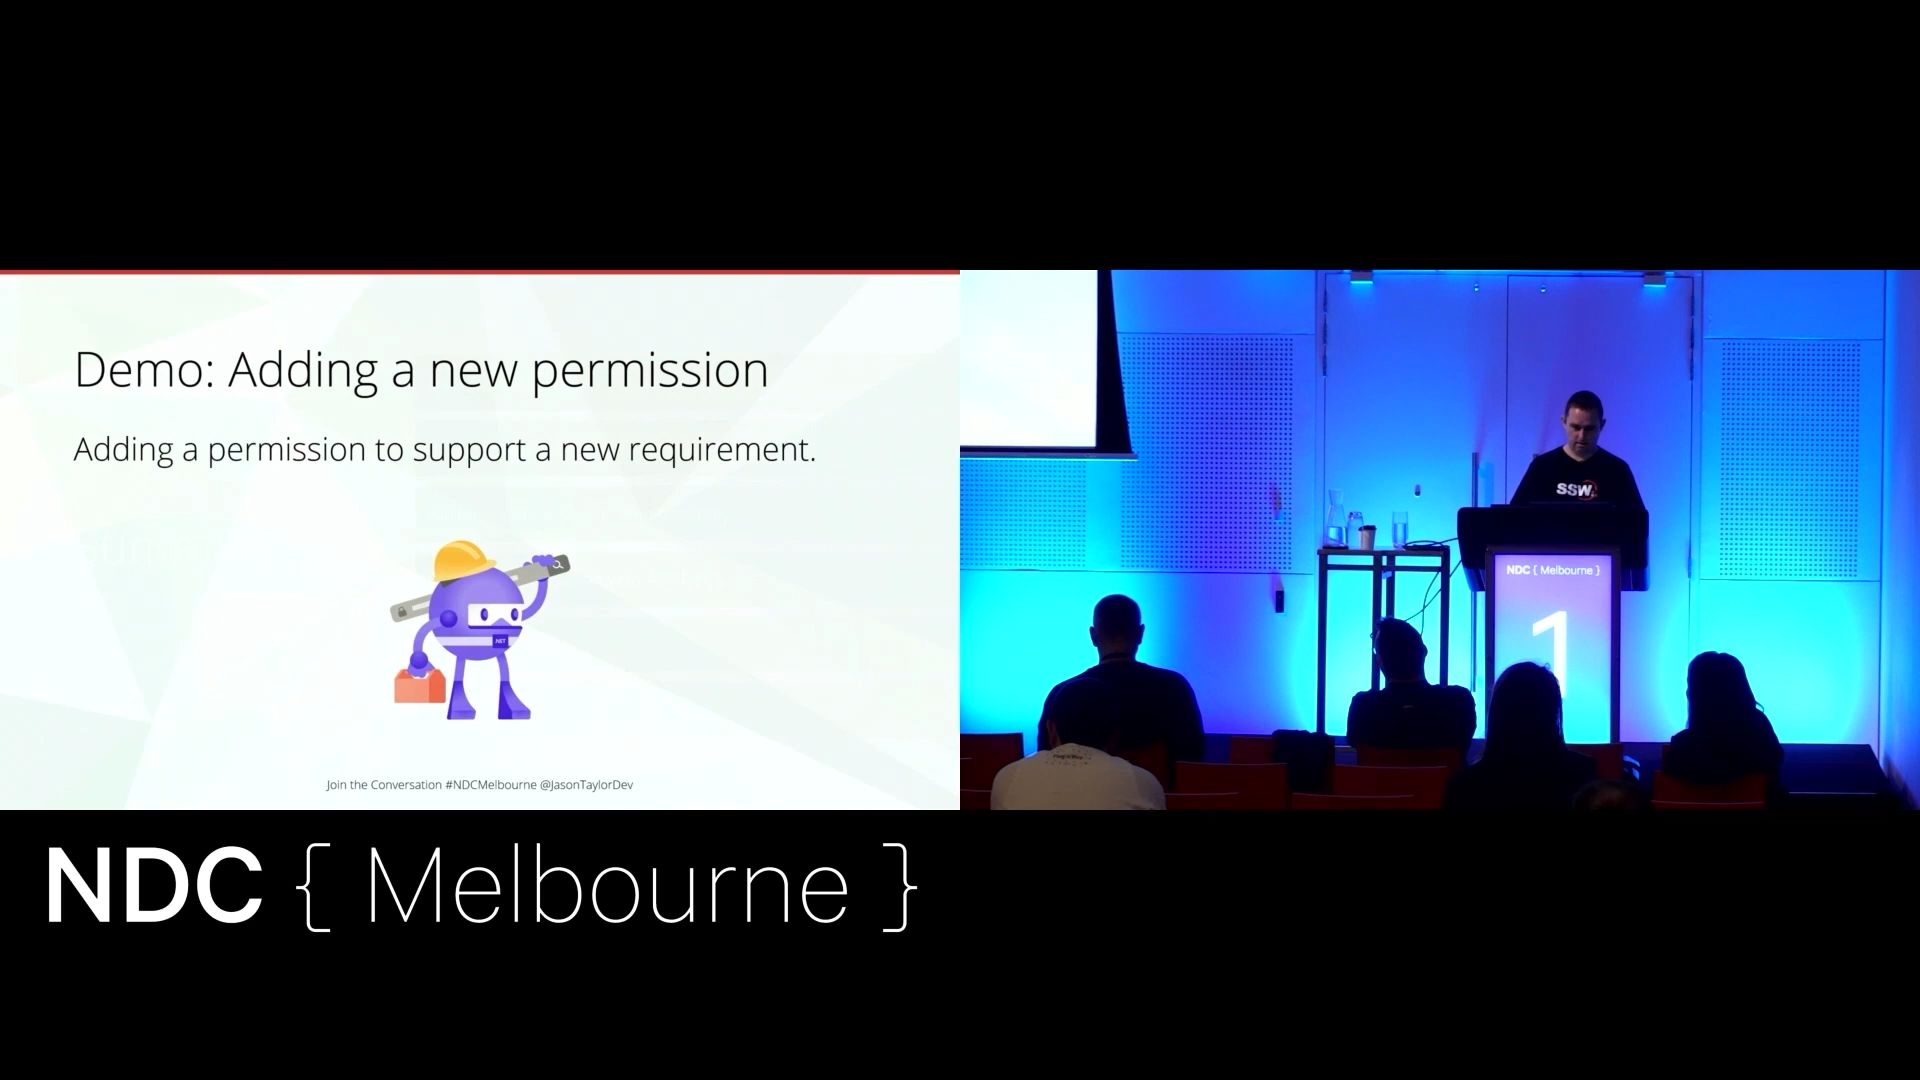 Demo: Adding a new permission
Adding a permission to support a new requirement.
.NET
Join the Conversation #NDCMelbourne @JasonTaylorDev
SSW
NDC { Melbourne }
1
NDC { Melbourne }